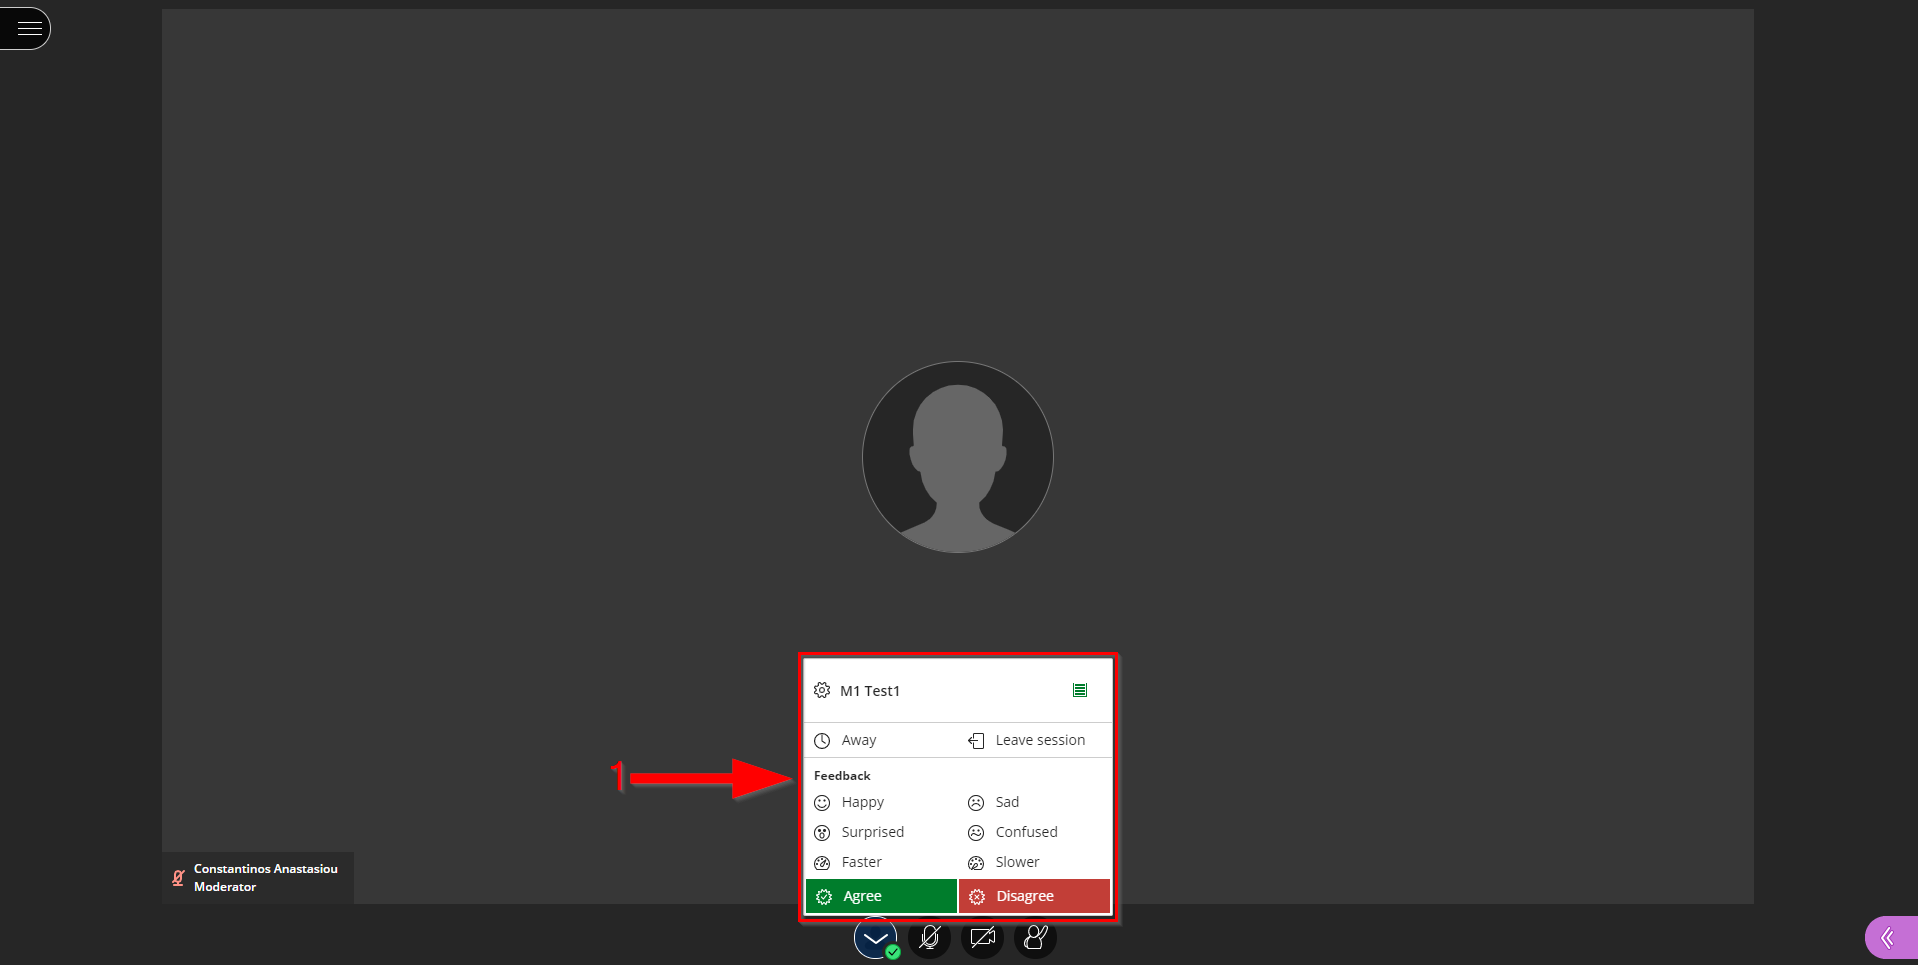 M1 Test1
Away
Leave session
Feedback
Happy
Sad
Surprised
Confused
Faster
Slower
Agree
Disagree
1
Constantinos Anastasiou
Moderator